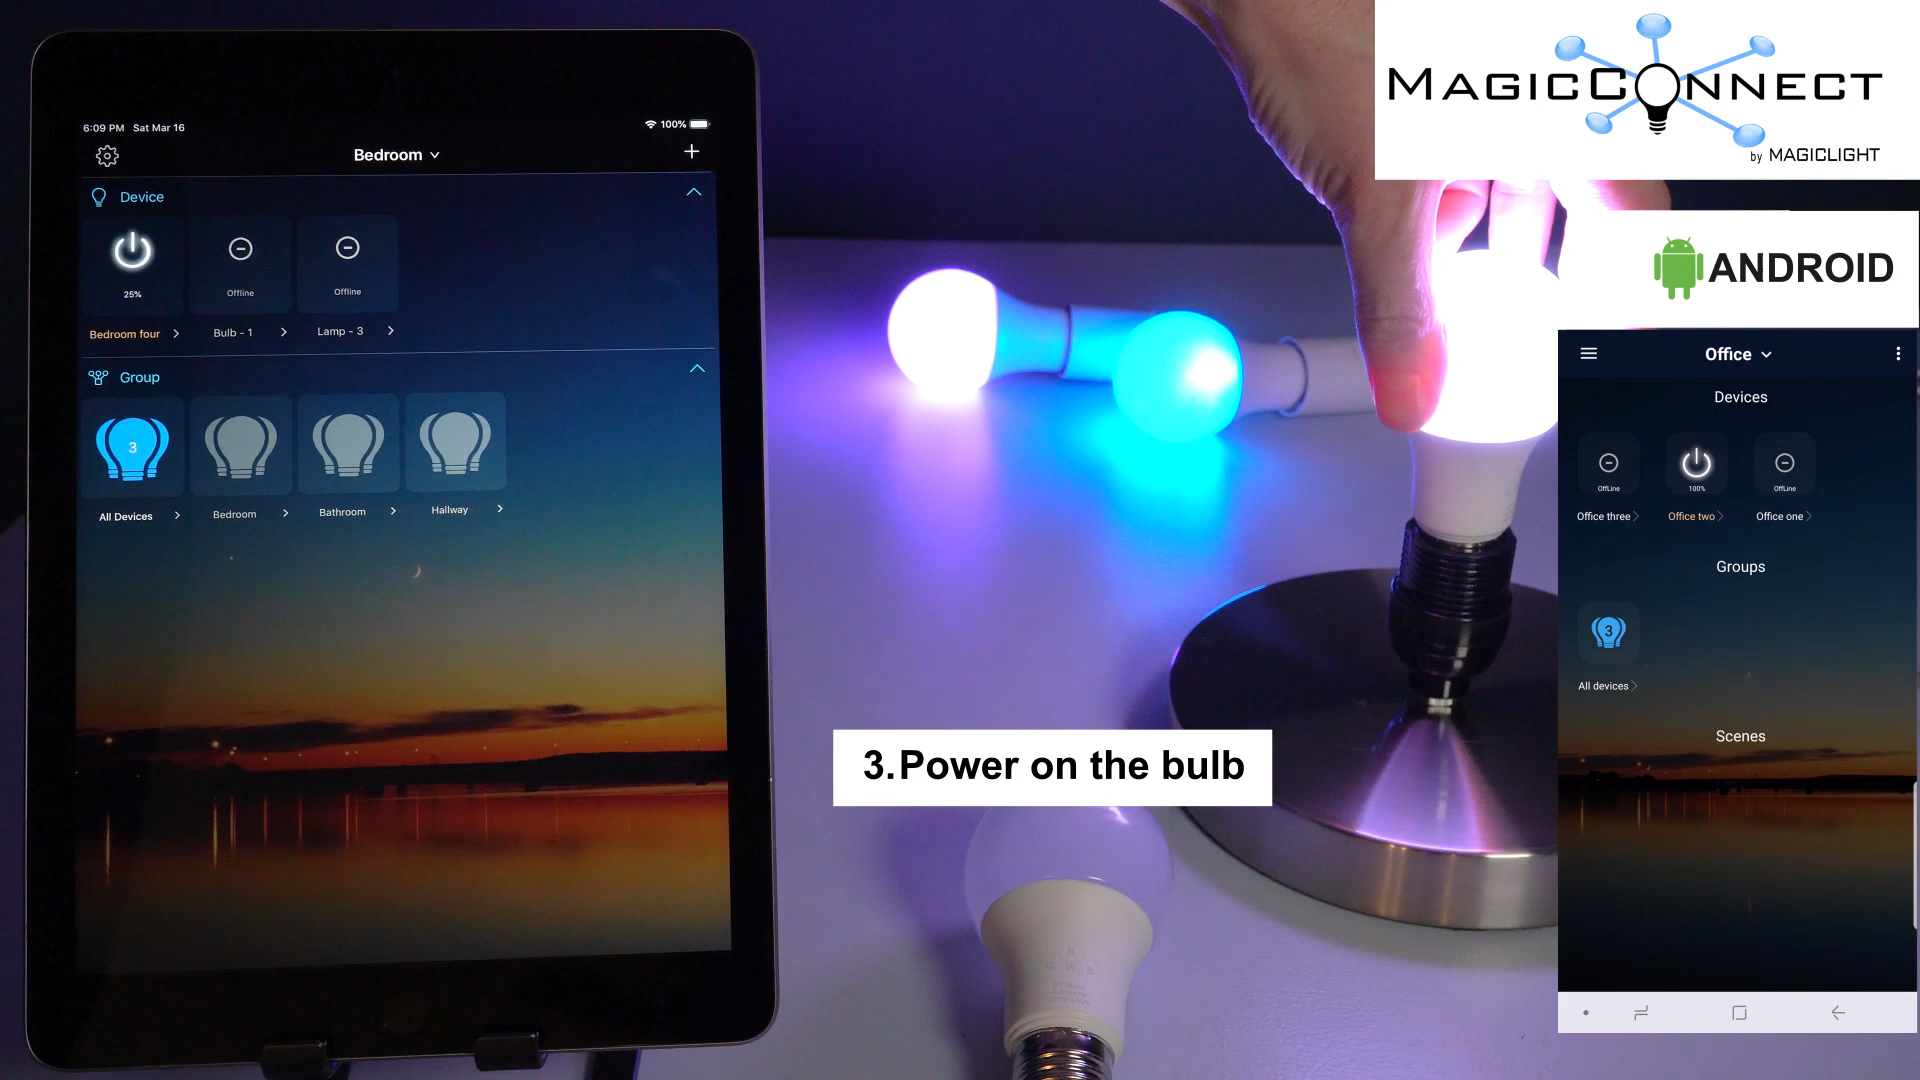 6:09 PM Sat Mar 16
100%
Bedroom
Device
25%
Offline
Offline
Bedroom four
Bulb - 1
Lamp - 3
Group
3
All Devices
Bedroom
Bathroom
Hallway
3.Power on the bulb
MAGICCONNECT
by MAGICLIGHT
ANDROID
Office
Devices
OffLine
100%
OffLine
Office three
Office two
Office one
Groups
3
All devices
Scenes